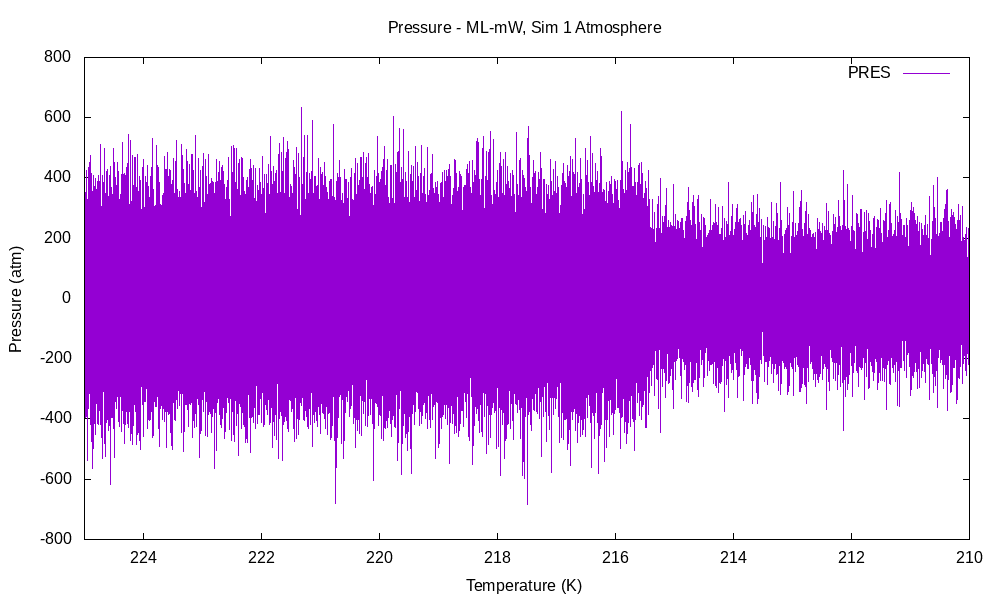 Pressure - ML-mW, Sim 1 Atmosphere
PRES
800
600
400
200
0
-200
-400
-600
-800
Pressure (atm)
224 222 220 218 216 214 212 210
Temperature (K)